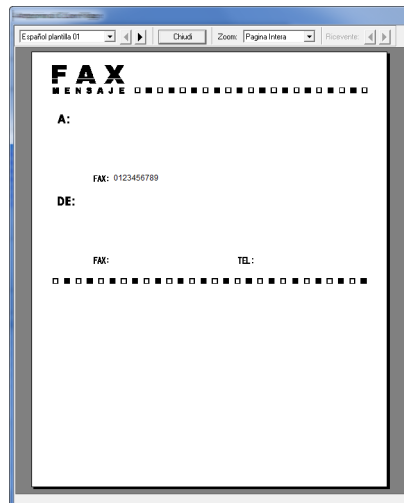 Español plantilla 01 Chiudi Zoom: Pagina Intera Ricevente:
FAX
MENSAJE
A:
FAX: 0123456789
DE:
FAX: TEL: